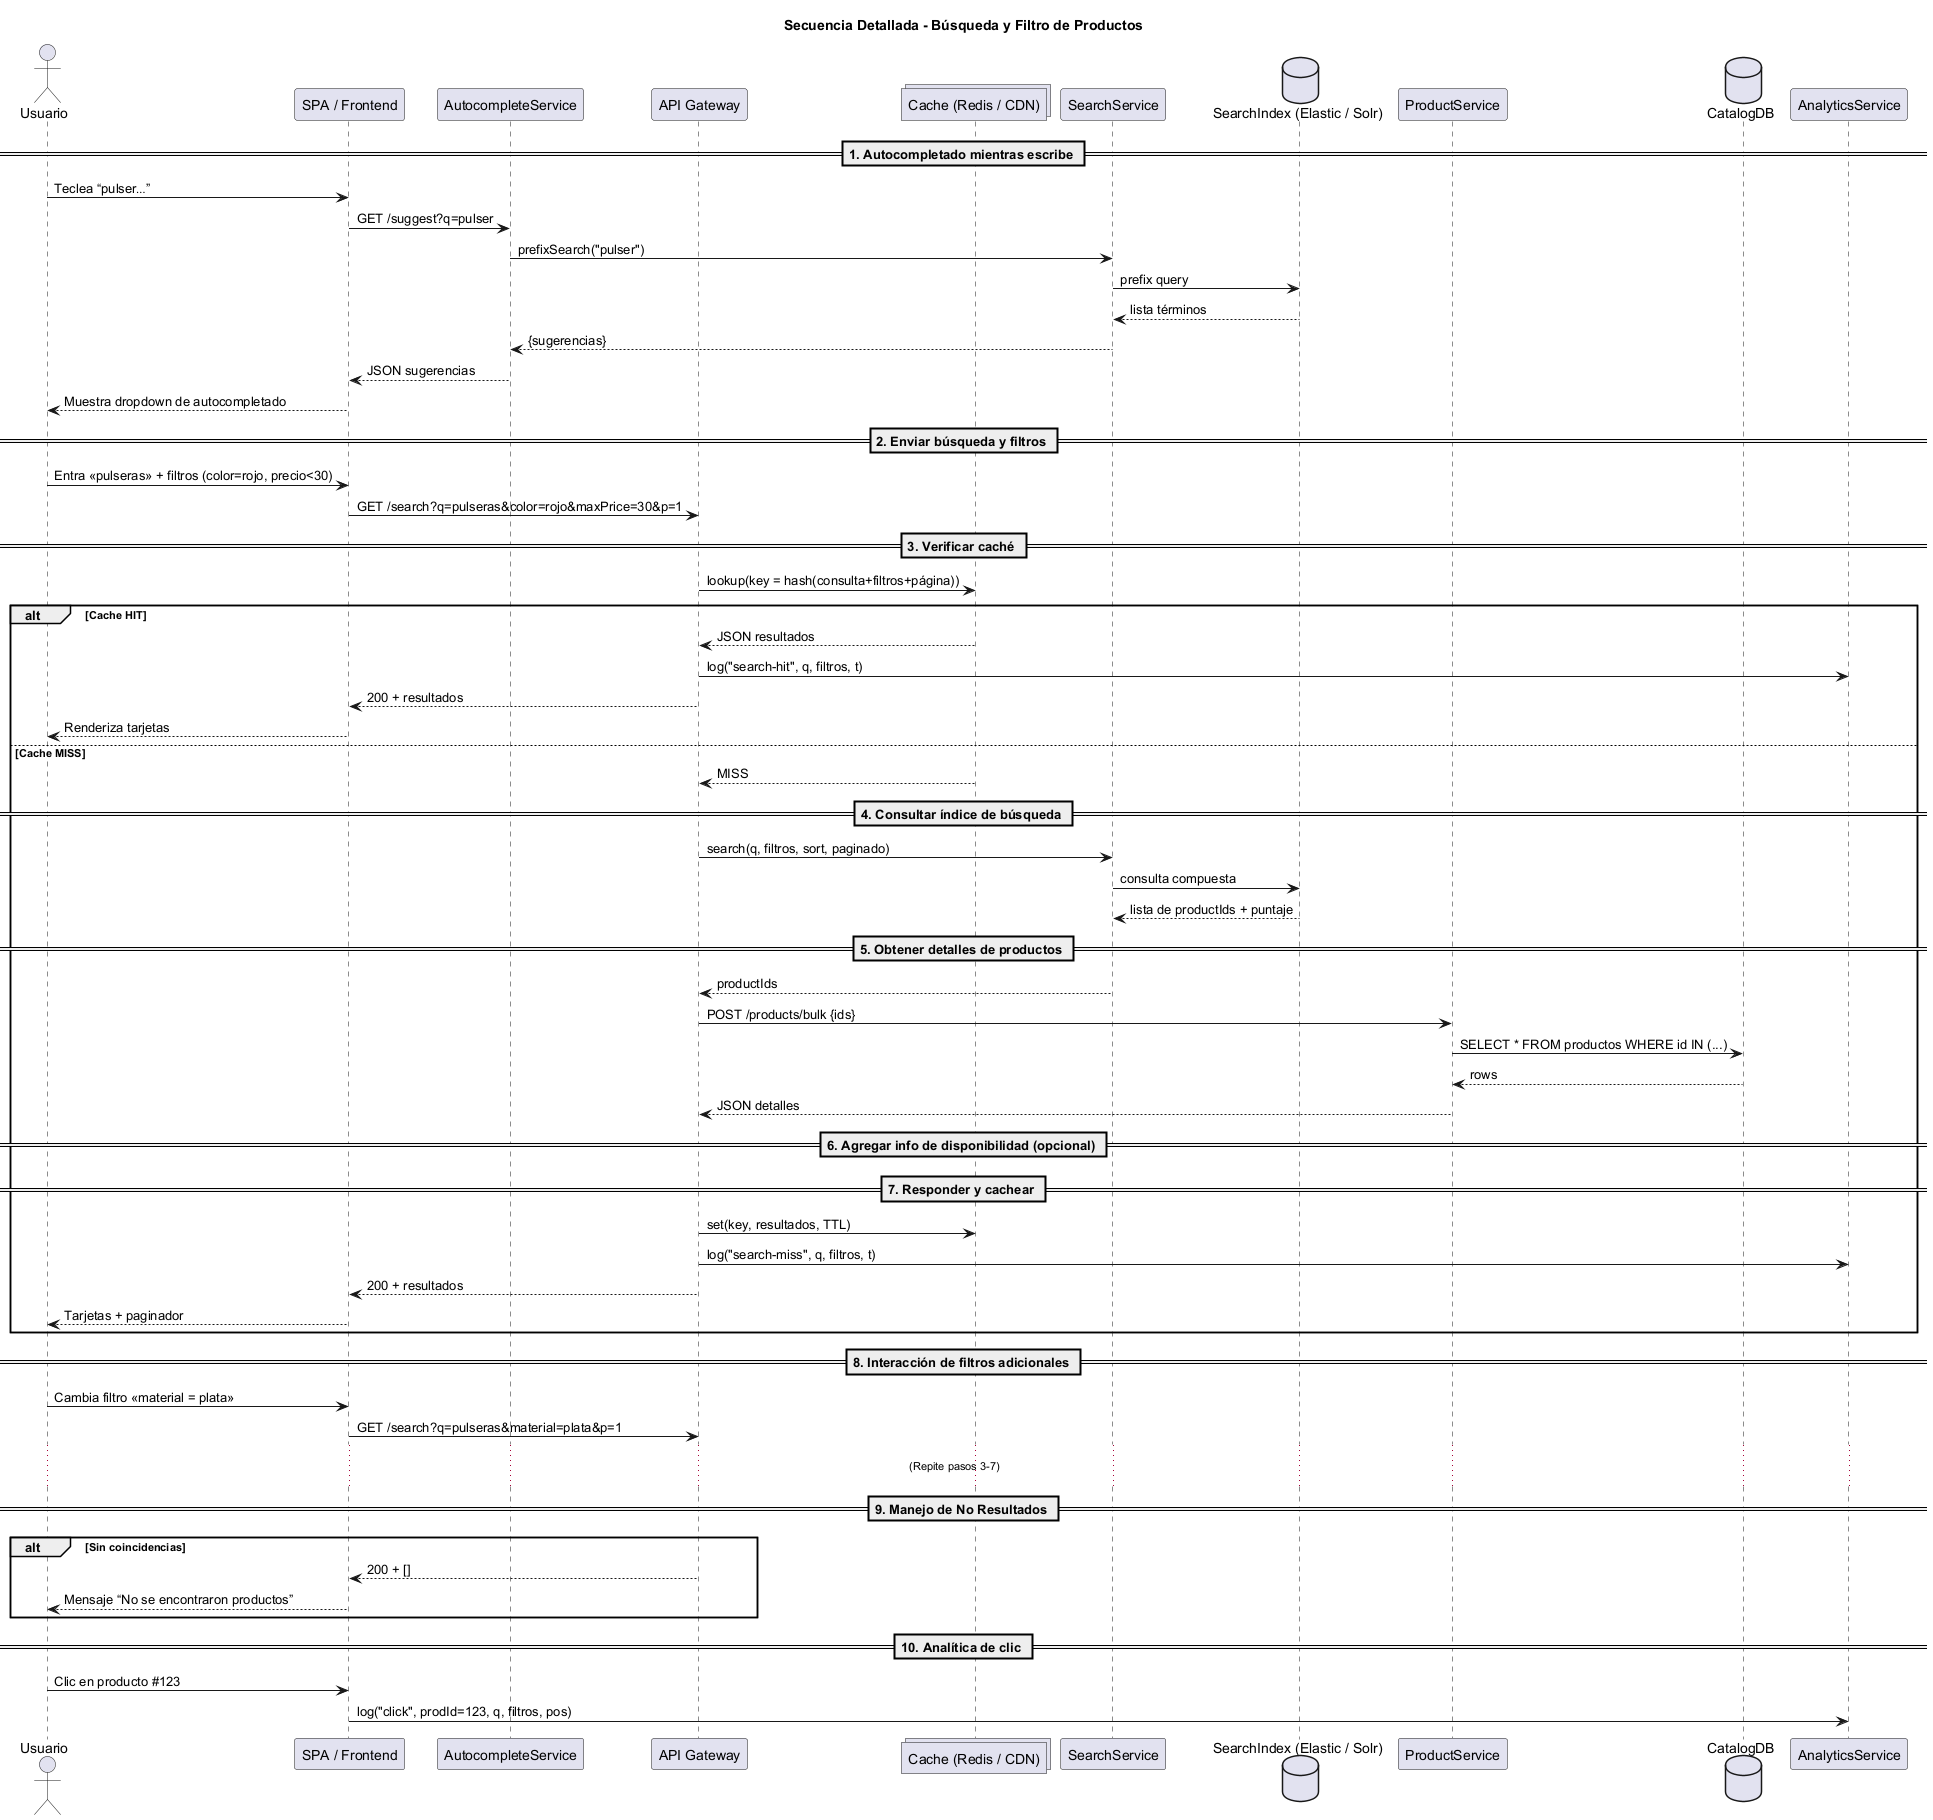 Secuencia Detallada - Búsqueda y Filtro de Productos
Usuario
SPA / Frontend
AutocompleteService
API Gateway
Cache (Redis / CDN)
SearchService
SearchIndex (Elastic / Solr)
ProductService
CatalogDB
AnalyticsService
1. Autocompletado mientras escribe
Teclea “pulser...”
GET /suggest?q=pulser
prefixSearch("pulser")
prefix query
lista términos
{sugerencias}
JSON sugerencias
Muestra dropdown de autocompletado
2. Enviar búsqueda y filtros
Entra «pulseras» + filtros (color=rojo, precio<30)
GET /search?q=pulseras&color=rojo&maxPrice=30&p=1
3. Verificar caché
lookup(key = hash(consulta+filtros+página))
alt [Cache HIT]
JSON resultados
log("search-hit", q, filtros, t)
200 + resultados
Renderiza tarjetas
[Cache MISS]
MISS
4. Consultar índice de búsqueda
search(q, filtros, sort, paginado)
consulta compuesta
lista de productIds + puntaje
5. Obtener detalles de productos
productIds
POST /products/bulk {ids}
SELECT * FROM productos WHERE id IN (...)
rows
JSON detalles
6. Agregar info de disponibilidad (opcional)
7. Responder y cachear
set(key, resultados, TTL)
log("search-miss", q, filtros, t)
200 + resultados
Tarjetas + paginador
8. Interacción de filtros adicionales
Cambia filtro «material = plata»
GET /search?q=pulseras&material=plata&p=1
(Repite pasos 3-7)
9. Manejo de No Resultados
alt [Sin coincidencias]
200 + []
Mensaje “No se encontraron productos”
10. Analítica de clic
Clic en producto #123
log("click", prodId=123, q, filtros, pos)
Usuario
SPA / Frontend
AutocompleteService
API Gateway
Cache (Redis / CDN)
SearchService
SearchIndex (Elastic / Solr)
ProductService
CatalogDB
AnalyticsService